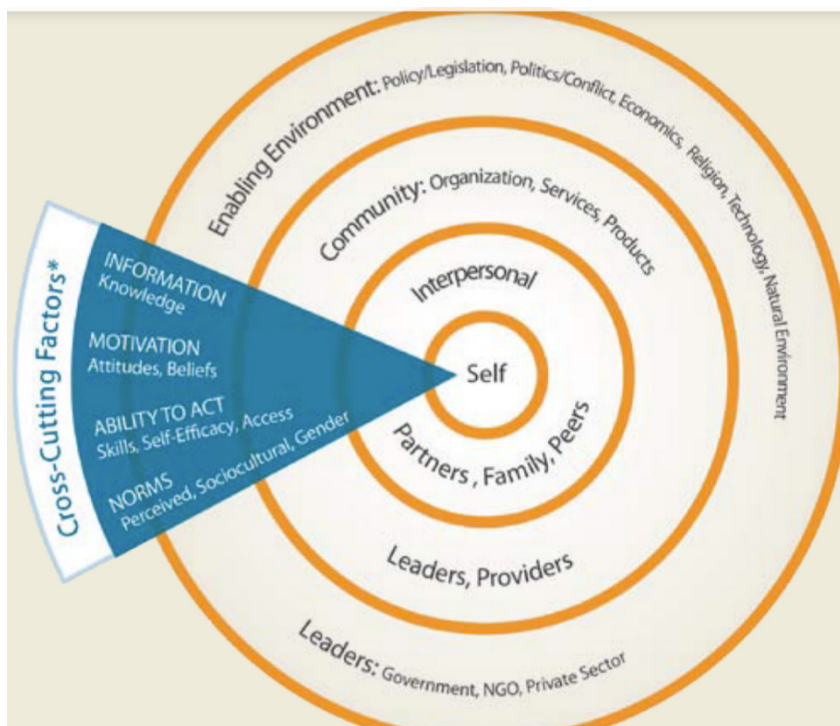 Enabling Environment: Policy/Legislation, Politics/Conflict, Economics, Religion, Technology, Natural Environment
Community: Organization, Services, Products
Interpersonal
Self
Partners , Family, Peers
Leaders, Providers
Leaders: Government, NGO, Private Sector
Cross-Cutting Factors*
INFORMATION
Knowledge
MOTIVATION
Attitudes, Beliefs
ABILITY TO ACT
Skills, Self-Efficacy, Access
NORMS
Perceived, Sociocultural, Gender